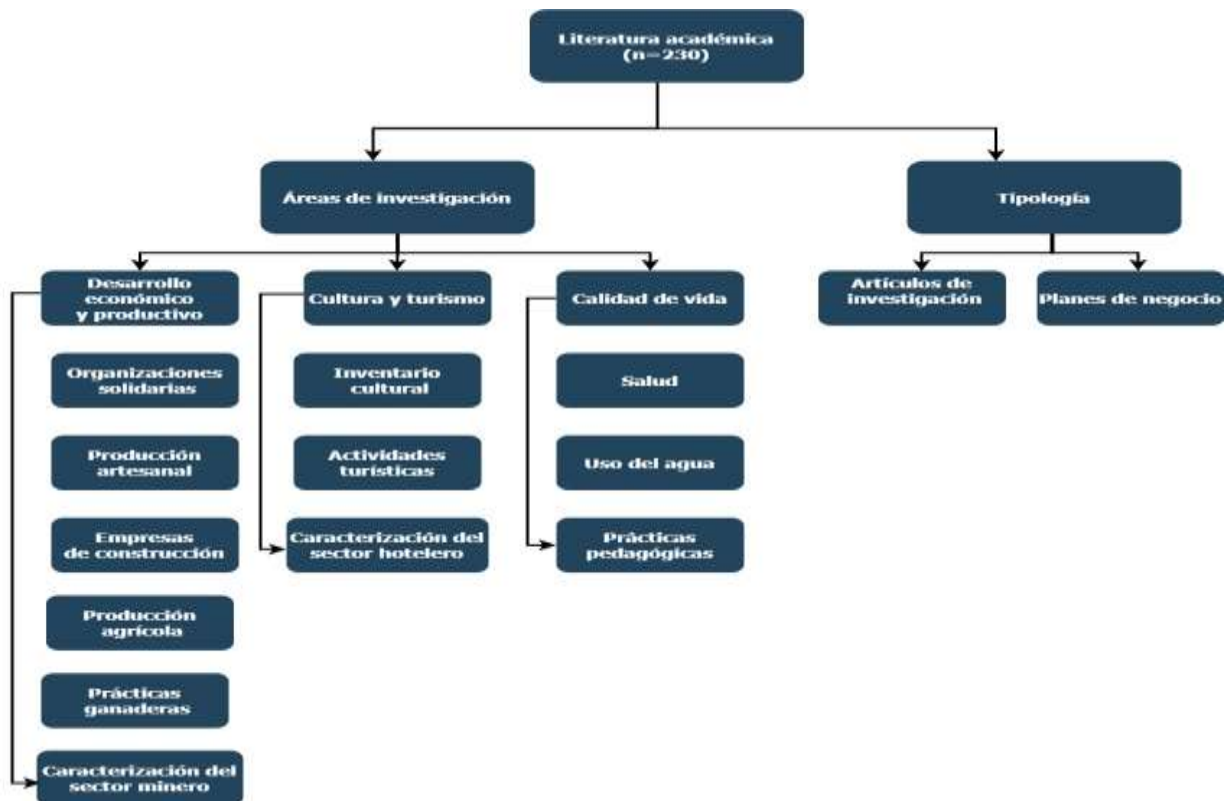 Literatura académica
(n=230)
Áreas de investigación
Tipología
Desarrollo
económico
y productivo
Cultura y turismo
Calidad de vida
Artículos de
investigación
Planes de negocio
Organizaciones
solidarias
Inventario
cultural
Salud
Producción
artesanal
Actividades
turísticas
Uso del agua
Empresas
de construcción
Caracterización del
sector hotelero
Prácticas
pedagógicas
Producción
agrícola
Prácticas
ganaderas
Caracterización del
sector minero